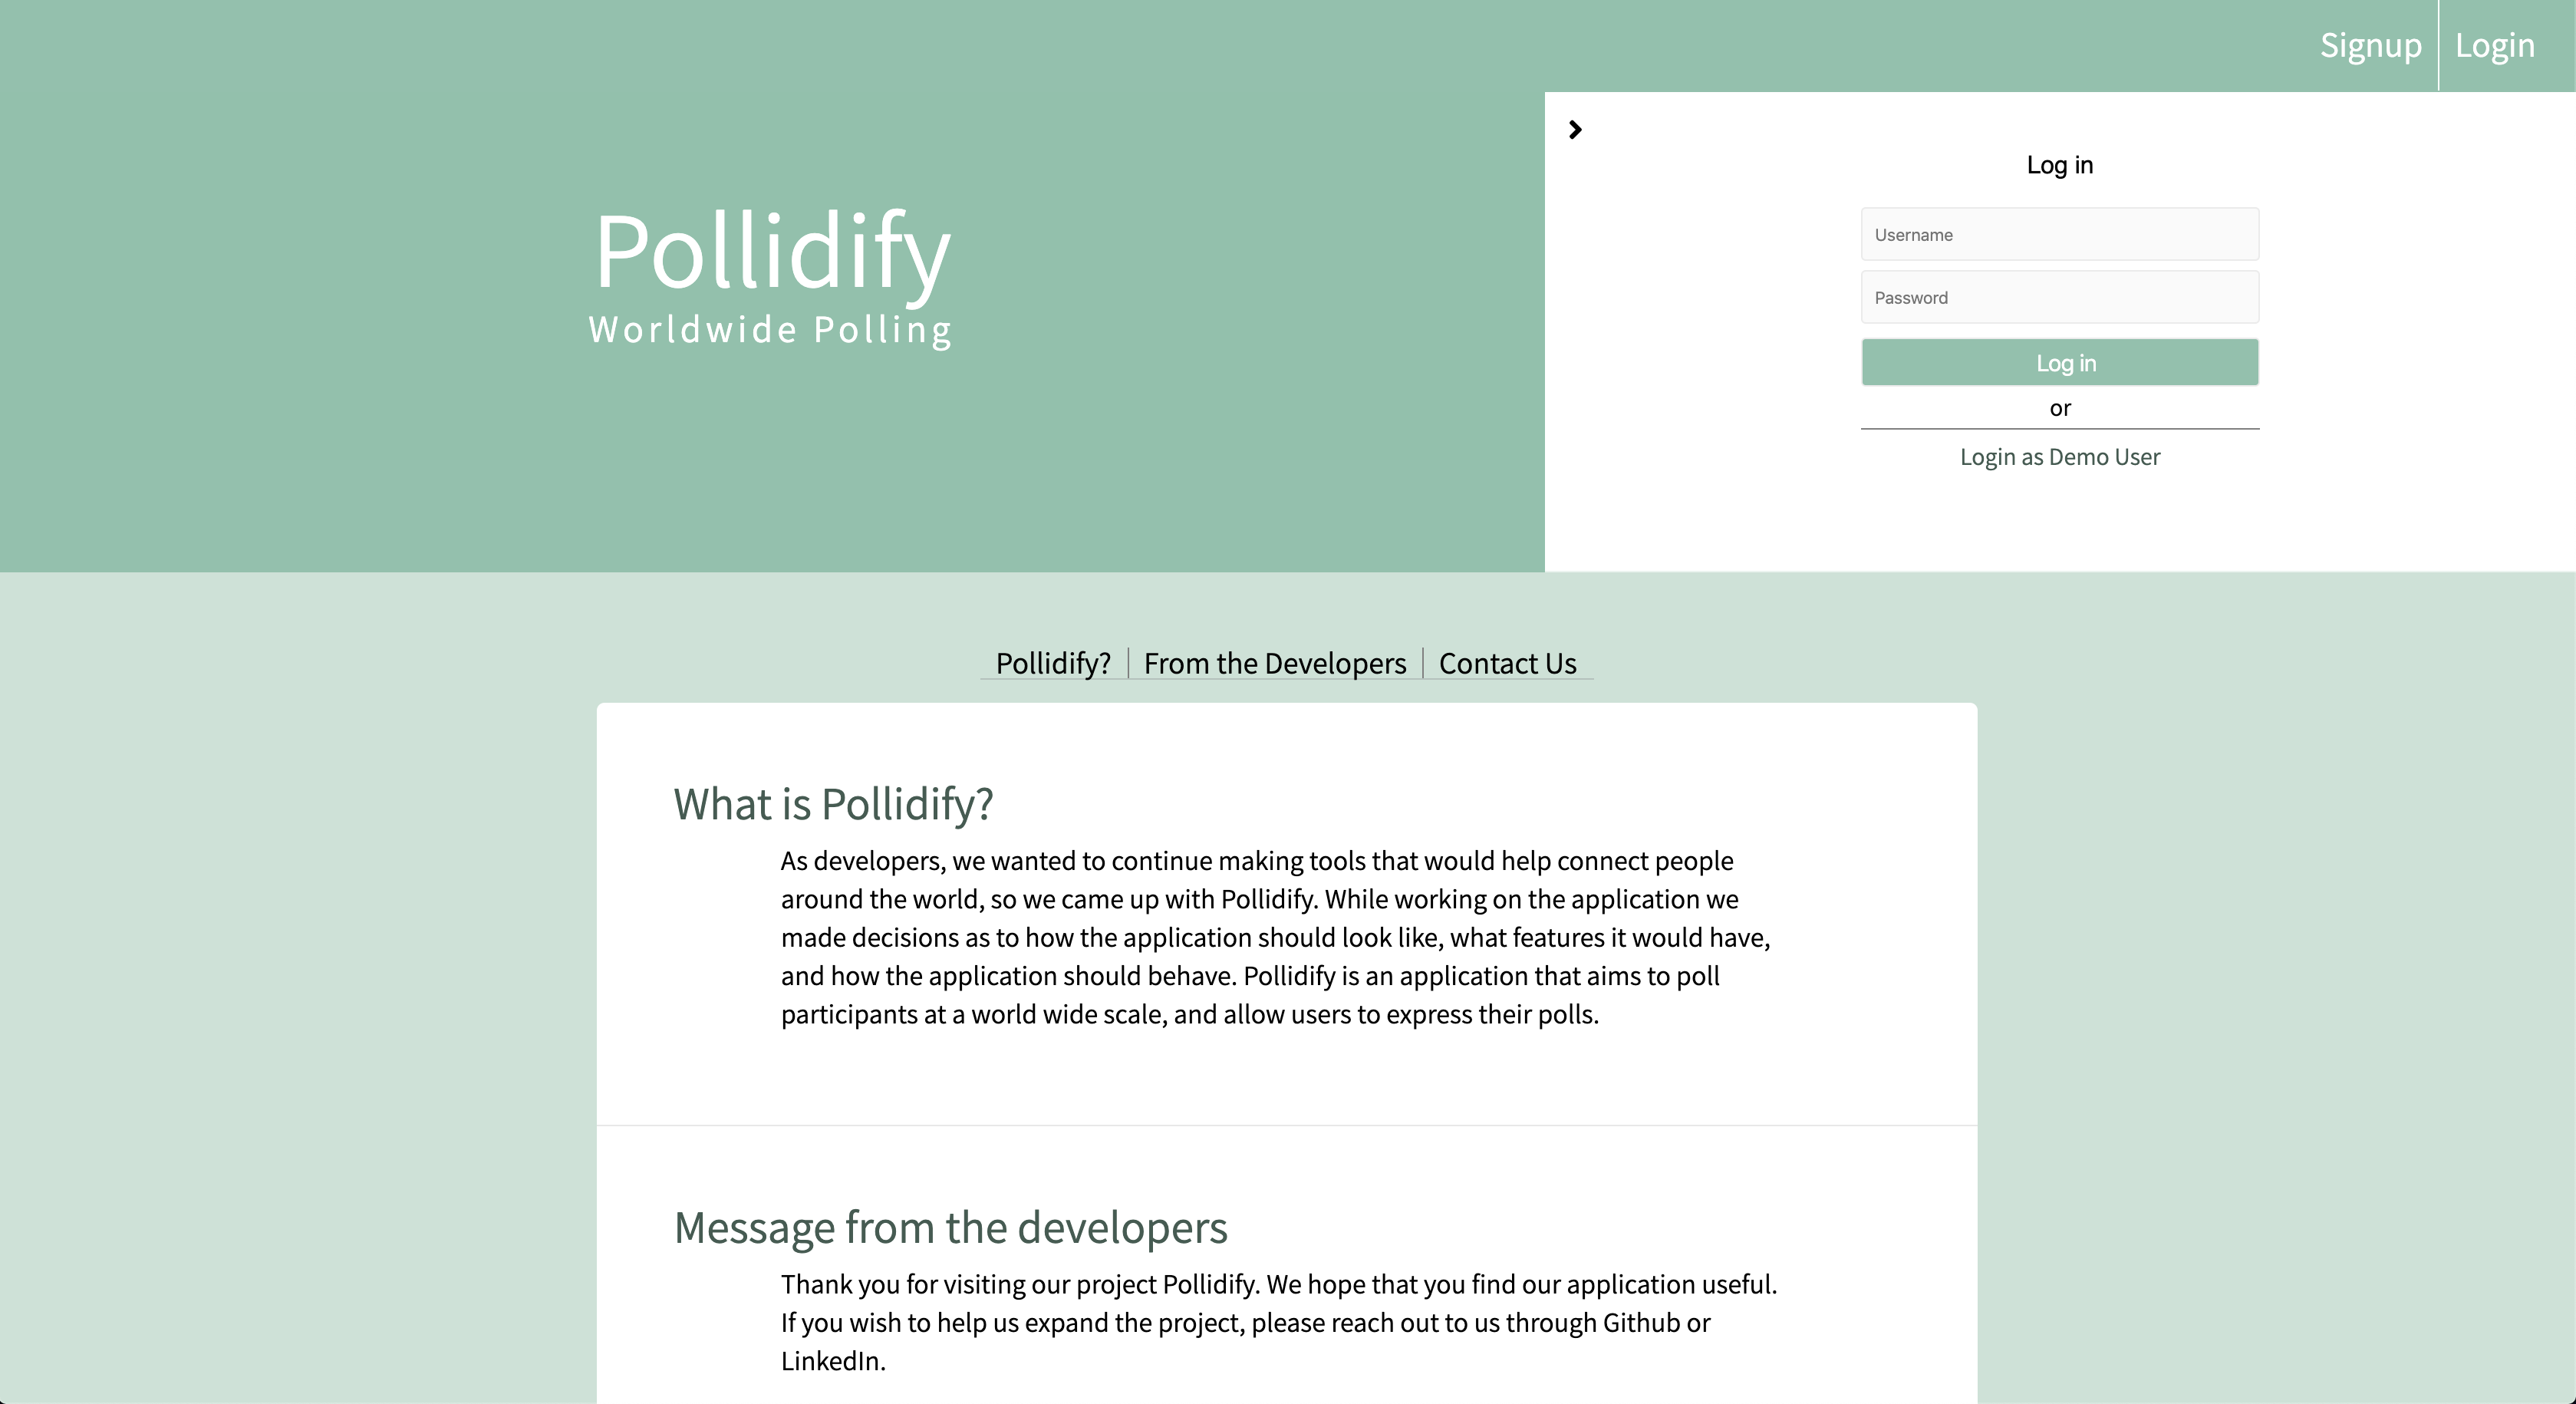 Signup
Login
Pollidify
Worldwide Polling
Log in
Username
Password
Log in
or
Login as Demo User
Pollidify?
From the Developers
Contact Us
What is Pollidify?
As developers, we wanted to continue making tools that would help connect people
around the world, so we came up with Pollidify. While working on the application we
made decisions as to how the application should look like, what features it would have,
and how the application should behave. Pollidify is an application that aims to poll
participants at a world wide scale, and allow users to express their polls.
Message from the developers
Thank you for visiting our project Pollidify. We hope that you find our application useful.
If you wish to help us expand the project, please reach out to us through Github or
LinkedIn.